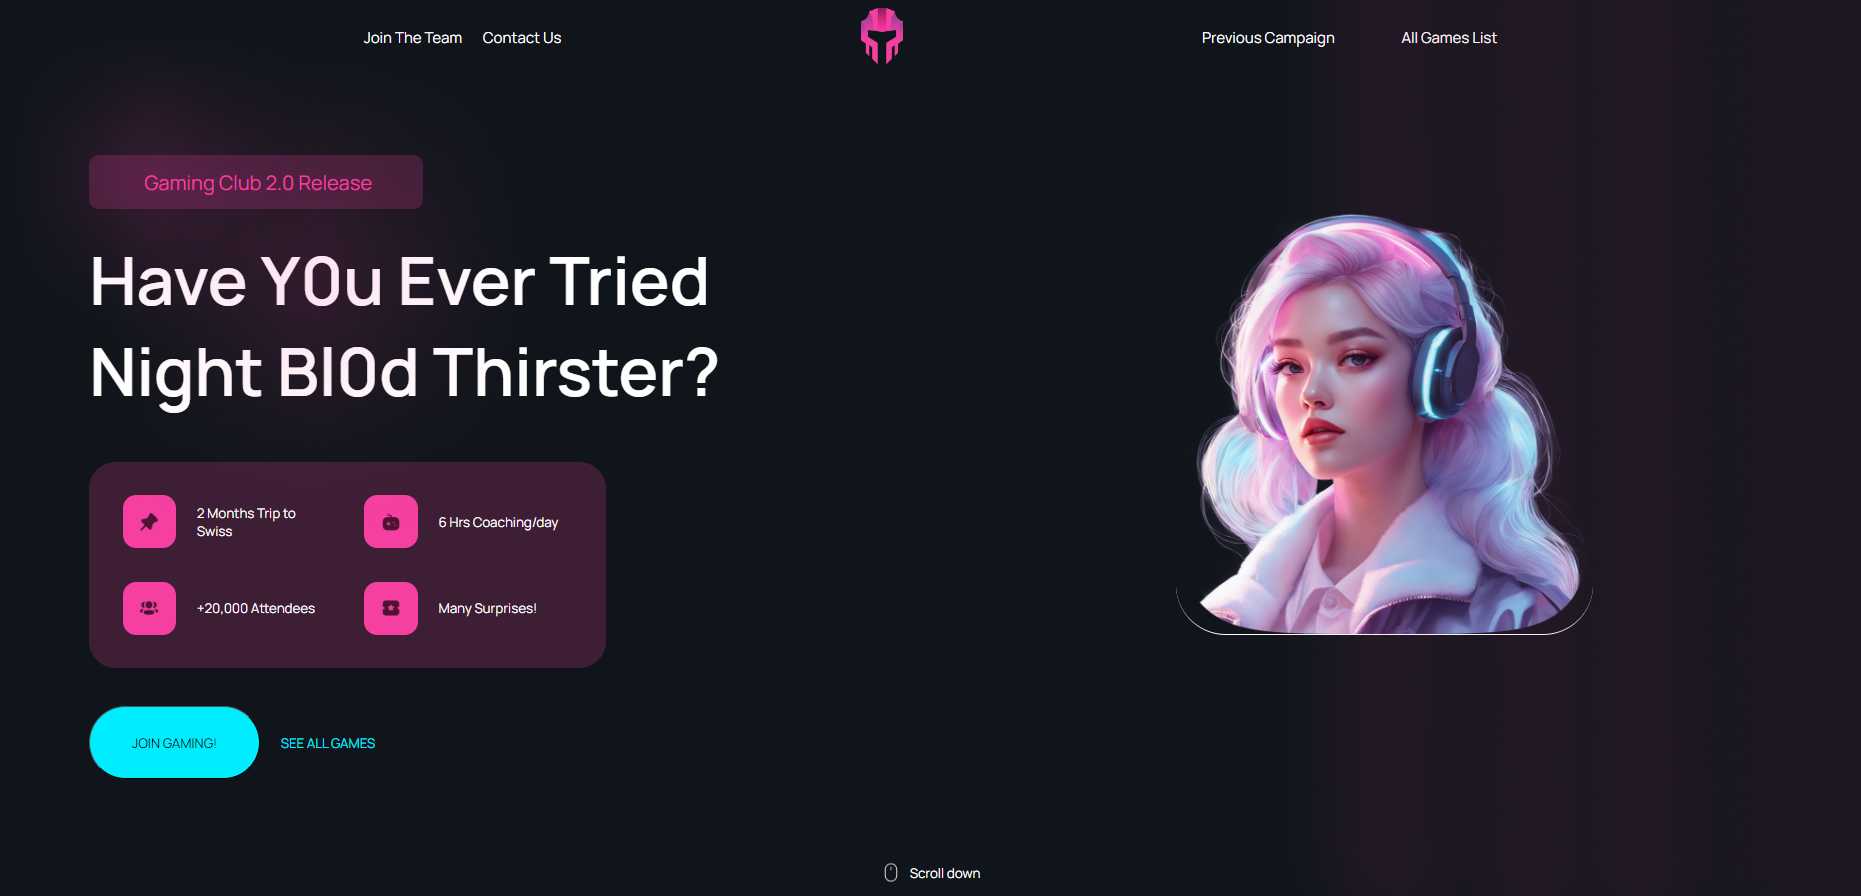 Join The Team
Contact Us
Previous Campaign
All Games List
Gaming Club 2.0 Release
Have Y0u Ever Tried
Night Bl0d Thirster?
2 Months Trip to
Swiss
6 Hrs Coaching/day
+20,000 Attendees
Many Surprises!
JOIN GAMING!
SEE ALL GAMES
Scroll down